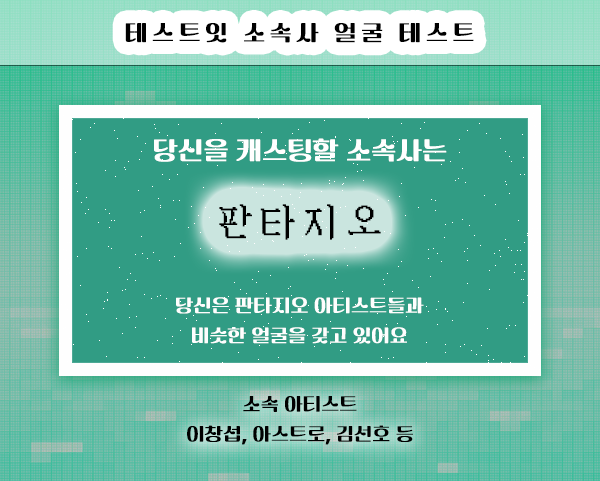 테스트잇 소속사 얼굴 테스트
당신을 캐스팅할 소속사는
판타지오
당신은 판타지오 아티스트들과
비슷한 얼굴을 갖고 있어요
소속 아티스트
이창섭, 아스트로, 김선호 등